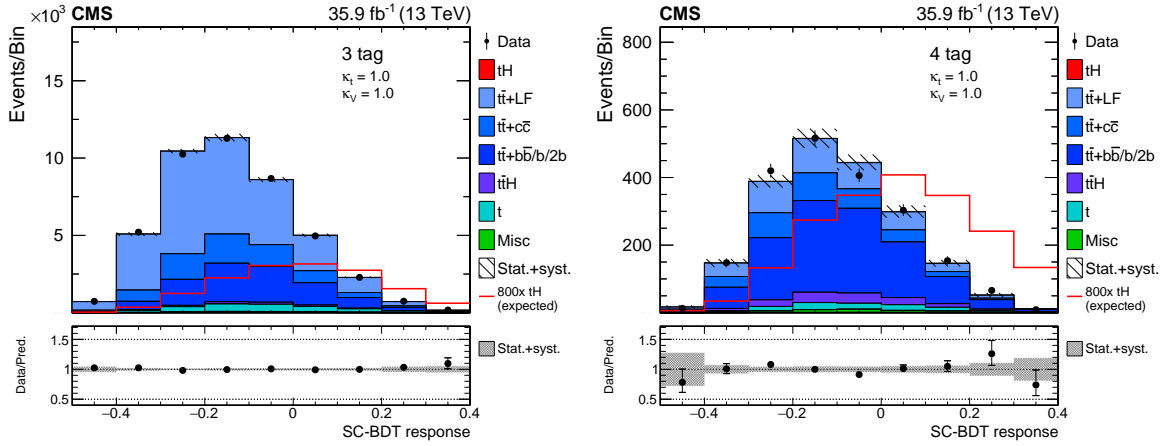 ×10³ CMS 35.9 fb⁻¹ (13 TeV)
Events/Bin
15
10
5
3 tag
κt = 1.0
κV = 1.0
Data
tH
tt̄+LF
tt̄+cc̄
tt̄+bb̄/b/2b
tt̄H
t
Misc
Stat.+syst.
800x tH
(expected)
Data/Pred.
1.5
1
0.5
Stat.+syst.
−0.4 −0.2 0 0.2 0.4
SC-BDT response
CMS 35.9 fb⁻¹ (13 TeV)
Events/Bin
800
600
400
200
4 tag
κt = 1.0
κV = 1.0
Data
tH
tt̄+LF
tt̄+cc̄
tt̄+bb̄/b/2b
tt̄H
t
Misc
Stat.+syst.
800x tH
(expected)
Data/Pred.
1.5
1
0.5
Stat.+syst.
−0.4 −0.2 0 0.2 0.4
SC-BDT response